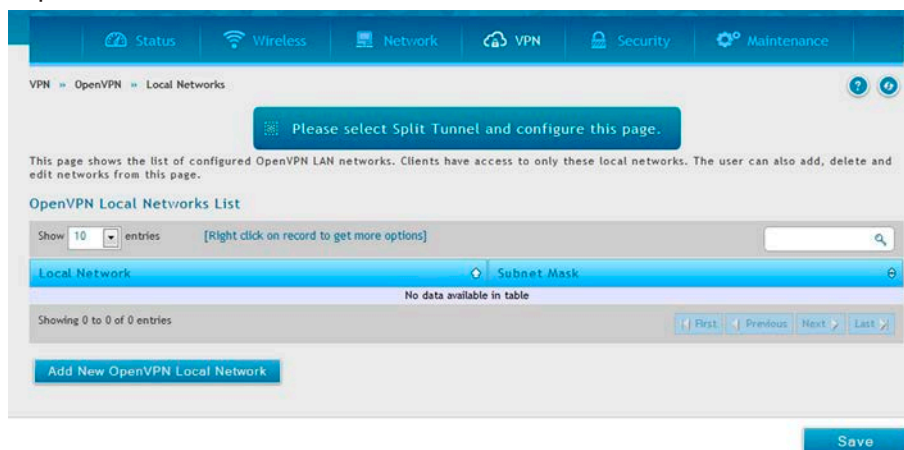 Status Wireless Network VPN Security Maintenance
VPN » OpenVPN » Local Networks
Please select Split Tunnel and configure this page.
This page shows the list of configured OpenVPN LAN networks. Clients have access to only these local networks. The user can also add, delete and
edit networks from this page.
OpenVPN Local Networks List
Show 10 entries [Right click on record to get more options]
Local Network Subnet Mask
No data available in table
Showing 0 to 0 of 0 entries First Previous Next Last
Add New OpenVPN Local Network
Save